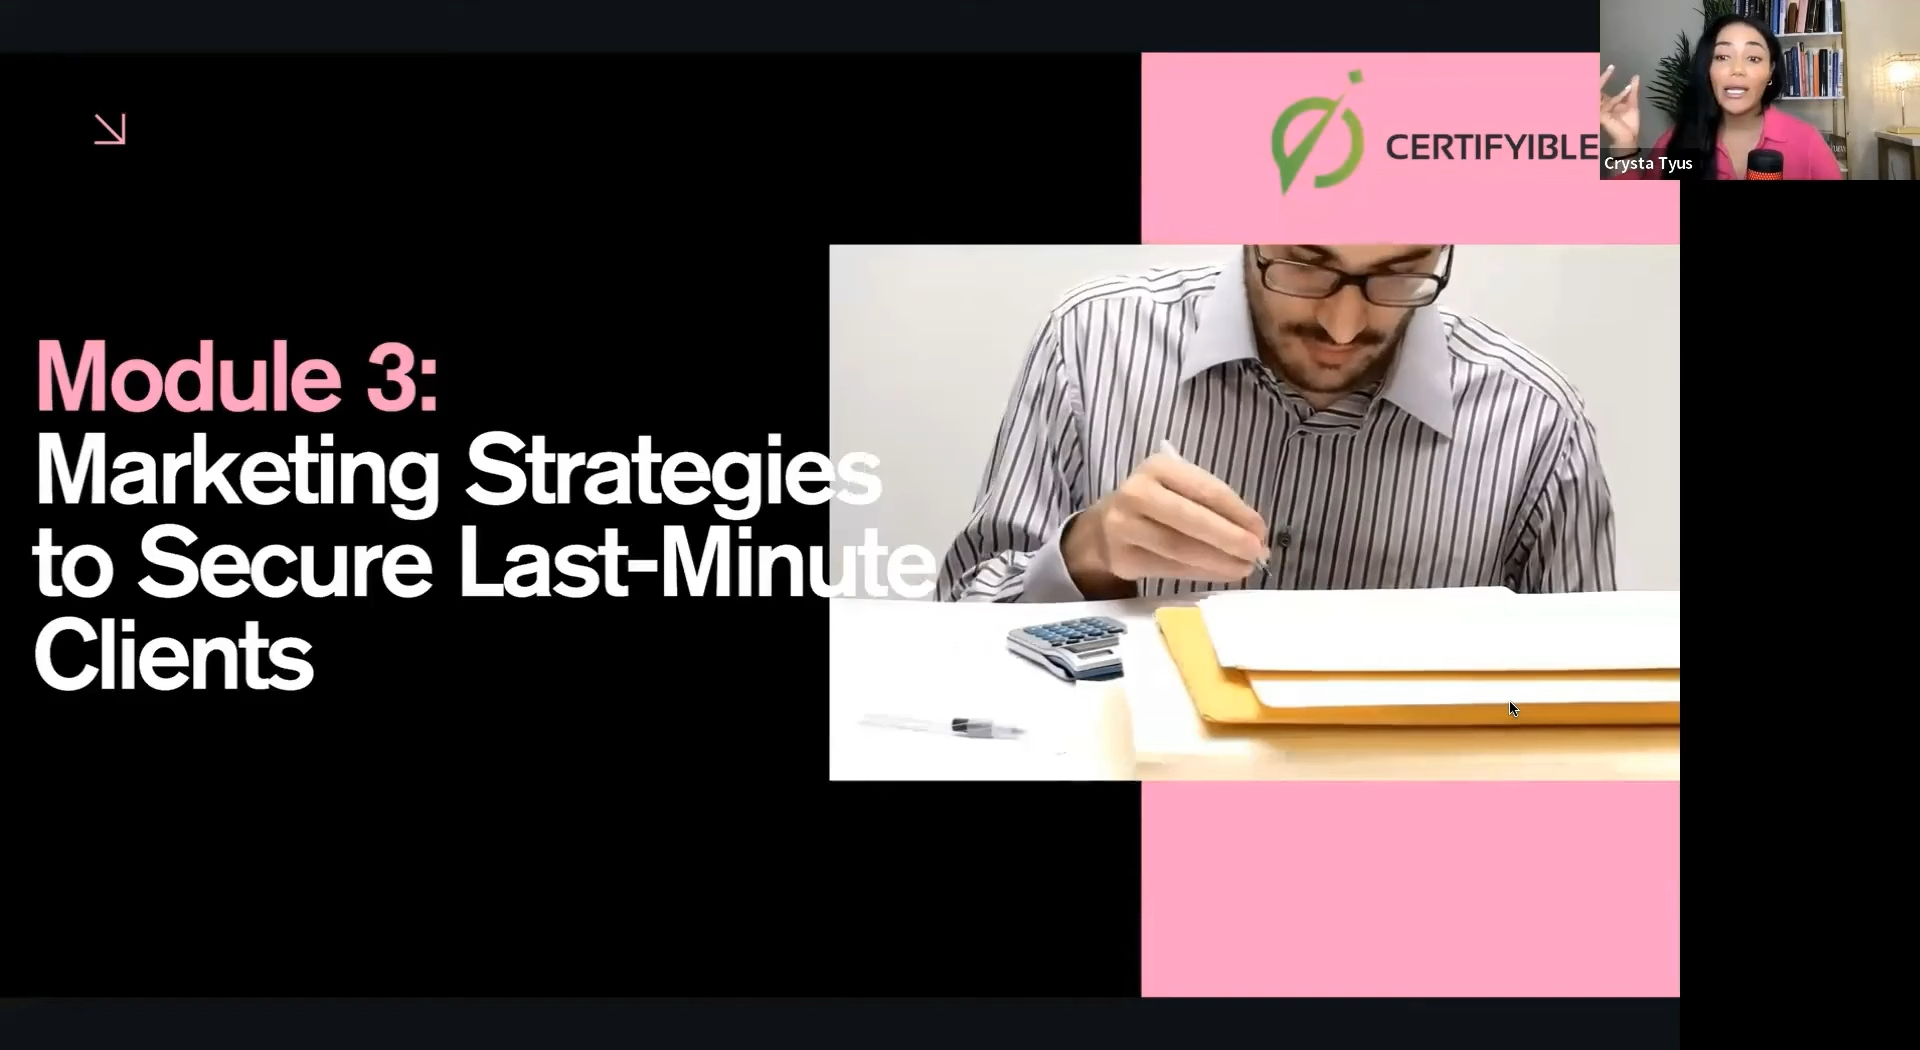 CERTIFYIBLE
Crysta Tyus
Module 3:
Marketing Strategies
to Secure Last-Minute
Clients